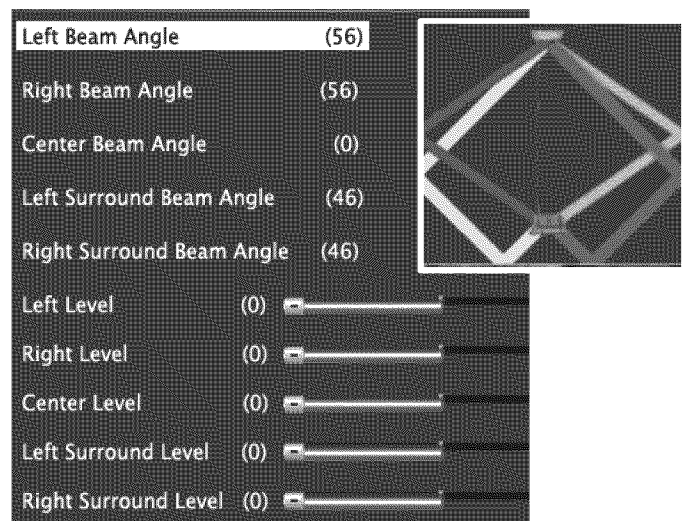 Left Beam Angle (56)
Right Beam Angle (56)
Center Beam Angle (0)
Left Surround Beam Angle (46)
Right Surround Beam Angle (46)
Left Level (0)
Right Level (0)
Center Level (0)
Left Surround Level (0)
Right Surround Level (0)